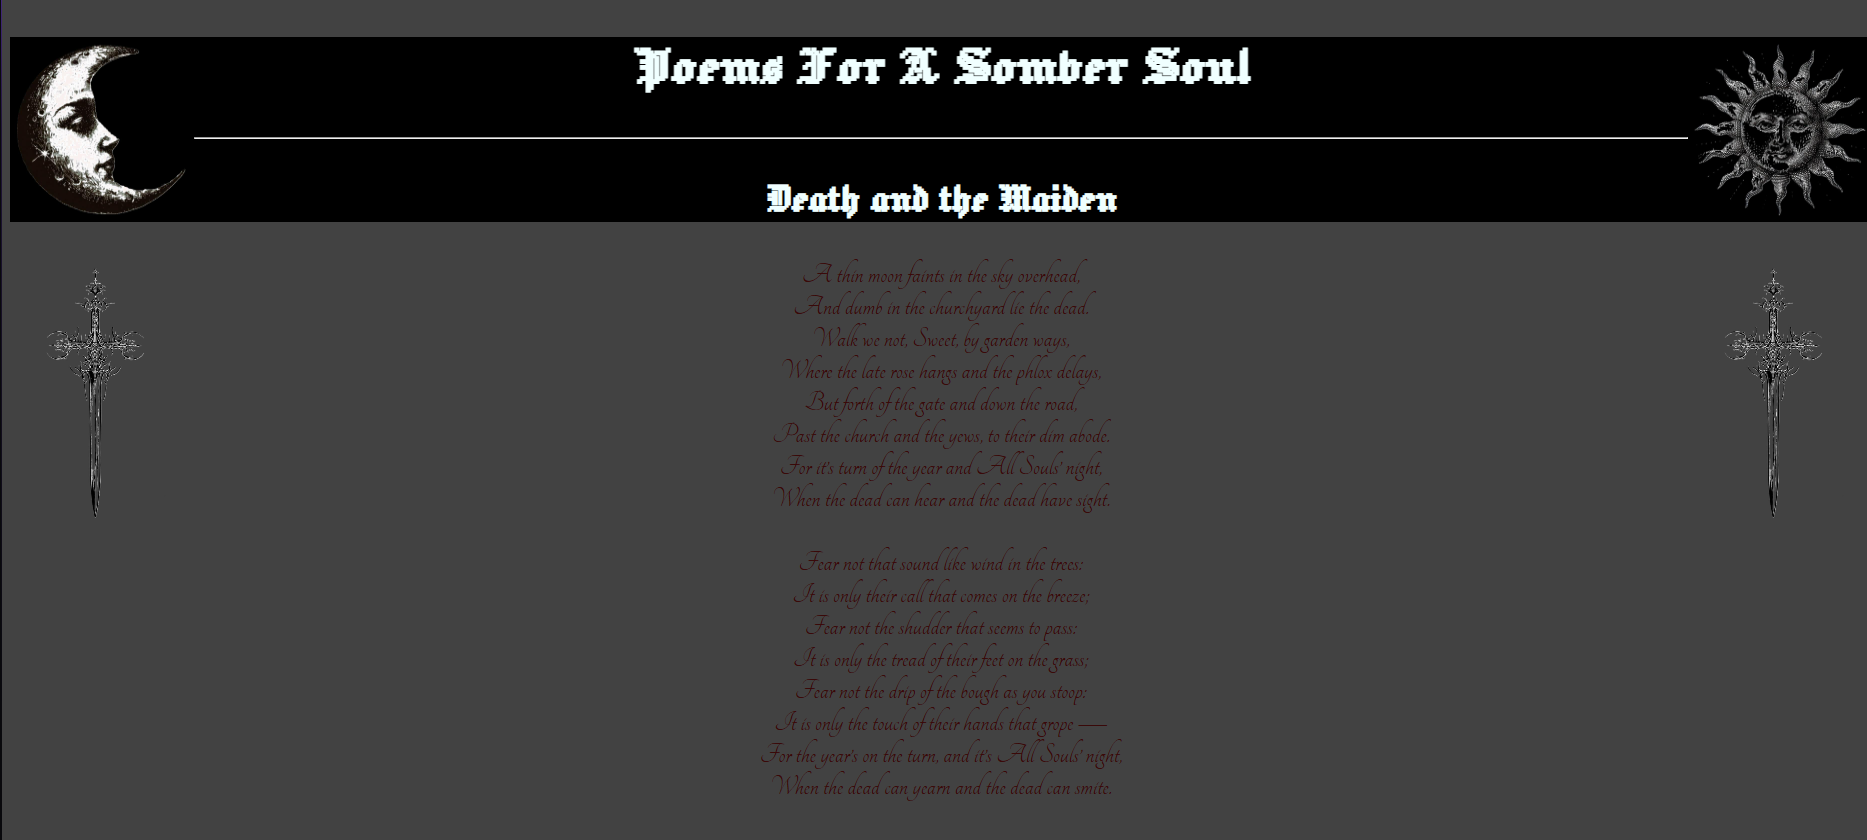 Poems For A Somber Soul
Death and the Maiden
A thin moon faints in the sky overhead,
And dumb in the churchyard lie the dead.
Walk we not, Sweet, by garden ways,
Where the late rose hangs and the phlox delays,
But forth of the gate and down the road,
Past the church and the yews, to their dim abode.
For it's turn of the year and All Souls' night,
When the dead can hear and the dead have sight.
Fear not that sound like wind in the trees:
It is only their call that comes on the breeze;
Fear not the shudder that seems to pass:
It is only the tread of their feet on the grass;
Fear not the drip of the bough as you stoop:
It is only the touch of their hands that grope —
For the year's on the turn, and it's All Souls' night,
When the dead can yearn and the dead can smite.